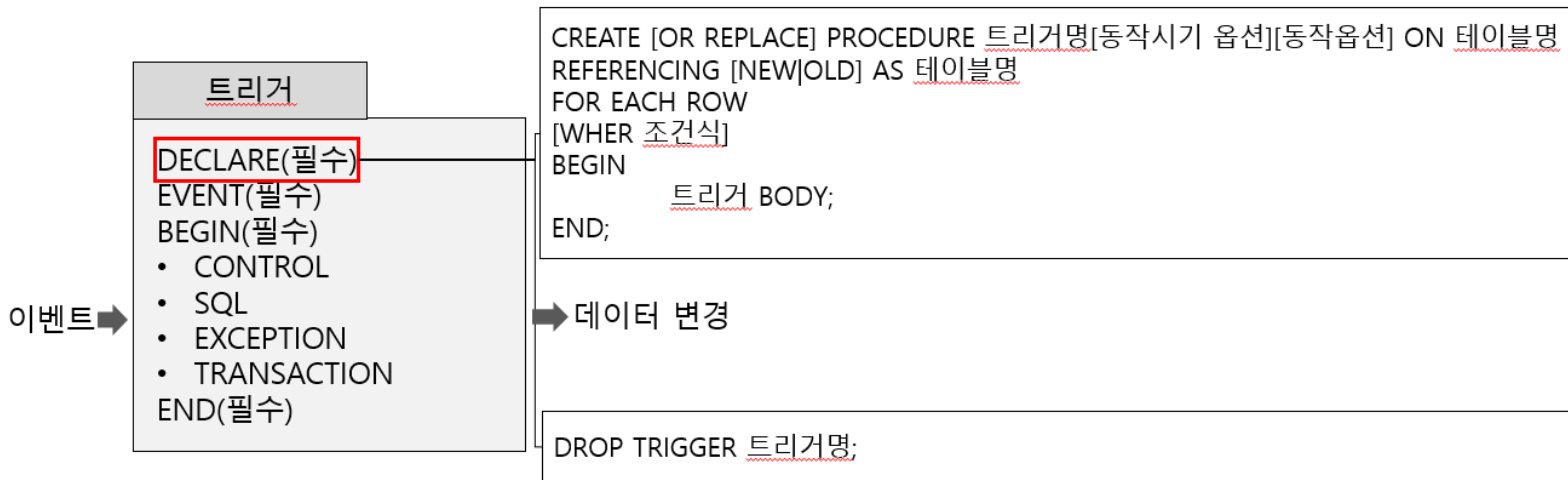 CREATE [OR REPLACE] PROCEDURE 트리거명[동작시기 옵션][동작옵션] ON 테이블명
REFERENCING [NEW|OLD] AS 테이블명
FOR EACH ROW
[WHER 조건식]
BEGIN
트리거 BODY;
END;
트리거
DECLARE(필수)
EVENT(필수)
BEGIN(필수)
• CONTROL
• SQL
• EXCEPTION
• TRANSACTION
END(필수)
이벤트
데이터 변경
DROP TRIGGER 트리거명;